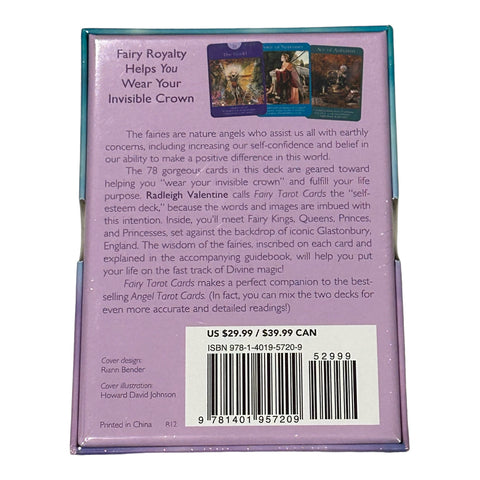 Fairy Royalty
Helps You
Wear Your
Invisible Crown
Ace of Autumn
The fairies are nature angels who assist us all with earthly
concerns, including increasing our self-confidence and belief in
our ability to make a positive difference in this world.
The 78 gorgeous cards in this deck are geared toward
helping you "wear your invisible crown" and fulfill your life
purpose. Radleigh Valentine calls Fairy Tarot Cards the "self-
esteem deck," because the words and images are imbued with
this intention. Inside, you'll meet Fairy Kings, Queens, Princes,
and Princesses, set against the backdrop of iconic Glastonbury,
England. The wisdom of the fairies, inscribed on each card and
explained in the accompanying guidebook, will help you put
your life on the fast track of Divine magic!
Fairy Tarot Cards makes a perfect companion to the best-
selling Angel Tarot Cards. (In fact, you can mix the two decks for
even more accurate and detailed readings!)
US $29.99 / $39.99 CAN
ISBN 978-1-4019-5720-9
52999
9 781401 957209
Cover design:
Riann Bender
Cover illustration:
Howard David Johnson
Printed in China R12